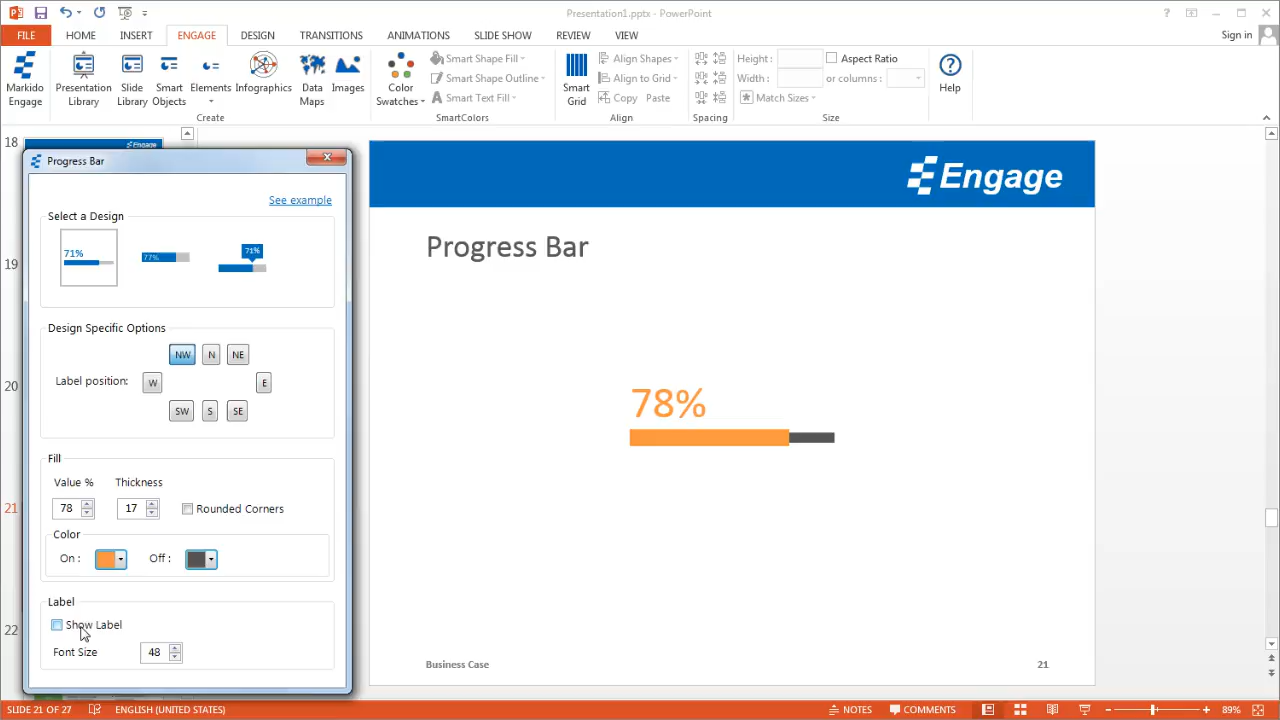 Presentation1.pptx - PowerPoint
FILE HOME INSERT ENGAGE DESIGN TRANSITIONS ANIMATIONS SLIDE SHOW REVIEW VIEW Sign in
Markido Engage
Presentation Library
Slide Library
Smart Objects
Elements
Infographics
Data Maps
Images
Create
Color Swatches
Smart Shape Fill
Smart Shape Outline
Smart Text Fill
SmartColors
Smart Grid
Align Shapes
Align to Grid
Copy Paste
Align
Spacing
Height:
Width:
Aspect Ratio
or columns:
Match Sizes
Size
Help
18
19
20
21
22
Engage
Progress Bar
See example
Select a Design
71%
77%
71%
Design Specific Options
NW N NE
Label position: W E
SW S SE
Fill
Value % Thickness
78 17 Rounded Corners
Color
On : Off :
Label
Show Label
Font Size 48
Engage
Progress Bar
78%
Business Case 21
SLIDE 21 OF 27 ENGLISH (UNITED STATES) NOTES COMMENTS 89%